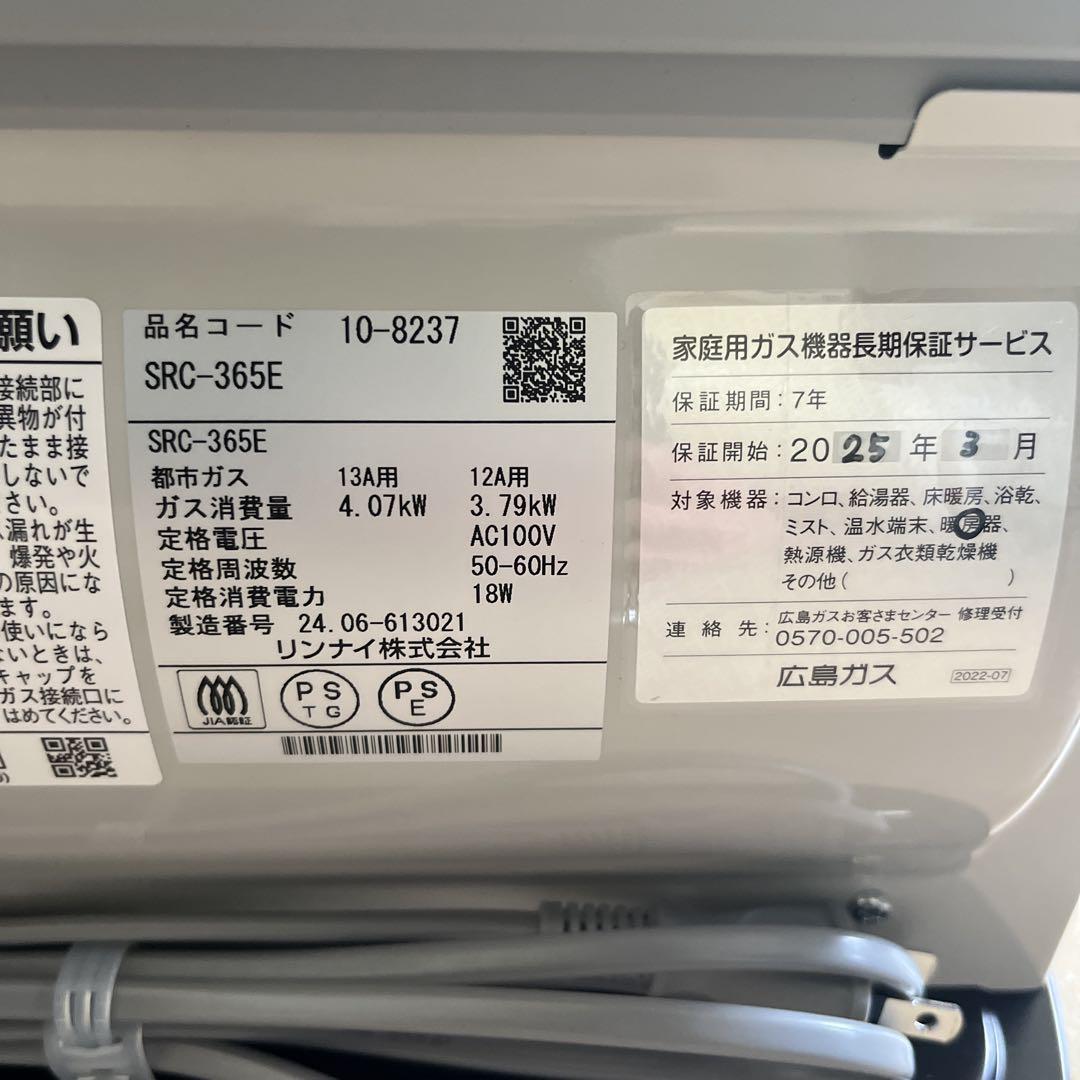 願い
接続部に
異物が付
たまま接
しないで
さい。
漏れが生
爆発や火
の原因にな
ます。
使いになら
ないときは、
キャップを
ガス接続口に
はめてください。
品名コード 10-8237
SRC-365E
SRC-365E
都市ガス 13A用 12A用
ガス消費量 4.07kW 3.79kW
定格電圧 AC100V
定格周波数 50-60Hz
定格消費電力 18W
製造番号 24.06-613021
リンナイ株式会社
JIA認証
PS
TG
PS
E
家庭用ガス機器長期保証サービス
保証期間:7年
保証開始:2025年3月
対象機器:コンロ、給湯器、床暖房、浴乾、
ミスト、温水端末、暖房器、
熱源機、ガス衣類乾燥機
その他( )
連絡先:広島ガスお客さまセンター 修理受付
0570-005-502
広島ガス 2022-07